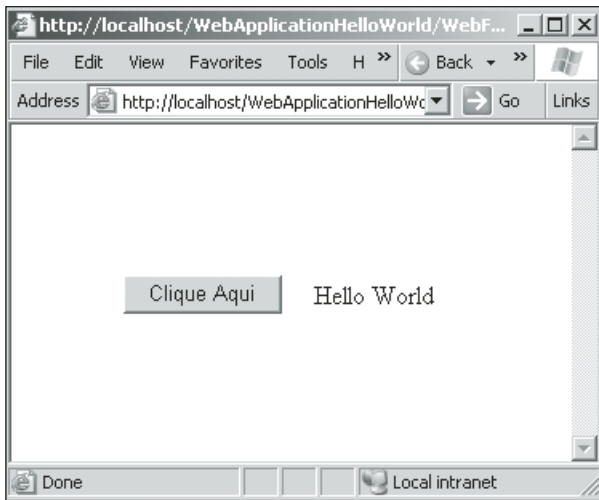 http://localhost/WebApplicationHelloWorld/WebF...
File Edit View Favorites Tools H » Back »
Address http://localhost/WebApplicationHelloWo Go Links
Clique Aqui Hello World
Done Local intranet